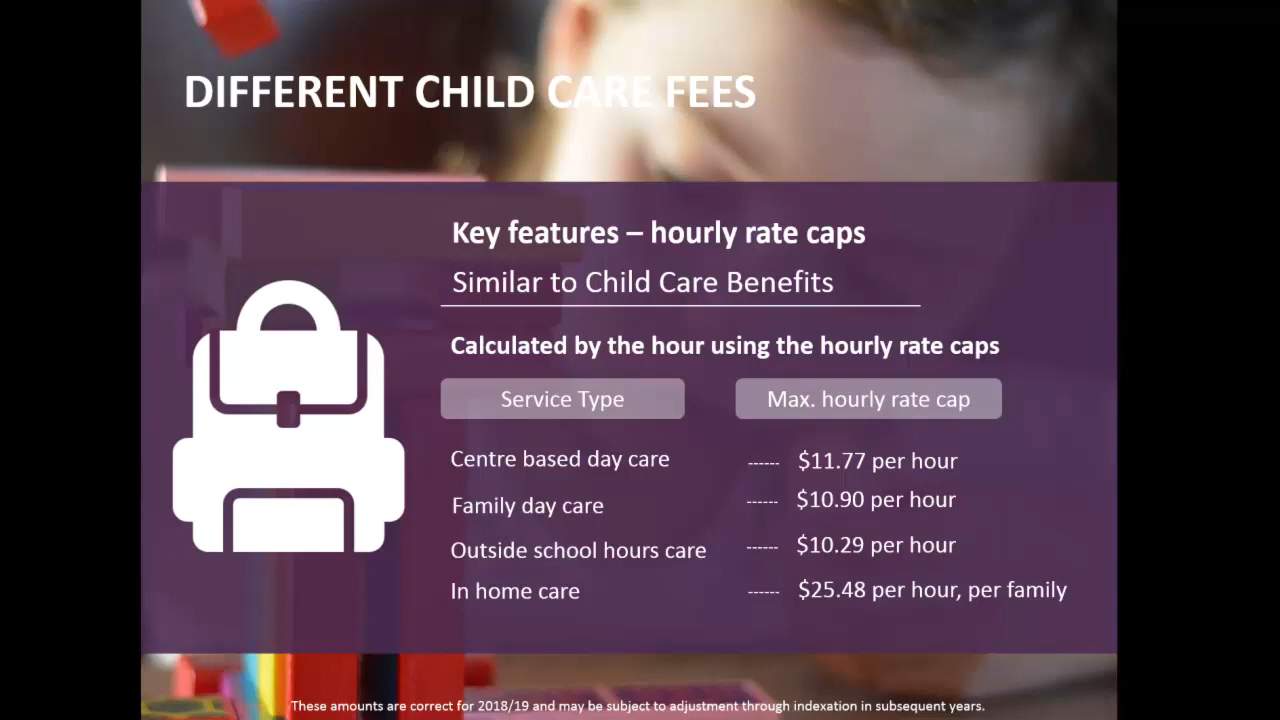 DIFFERENT CHILD CARE FEES
Key features – hourly rate caps
Similar to Child Care Benefits
Calculated by the hour using the hourly rate caps
Service Type Max. hourly rate cap
Centre based day care ------ $11.77 per hour
Family day care ------ $10.90 per hour
Outside school hours care ------ $10.29 per hour
In home care ------ $25.48 per hour, per family
These amounts are correct for 2018/19 and may be subject to adjustment through indexation in subsequent years.